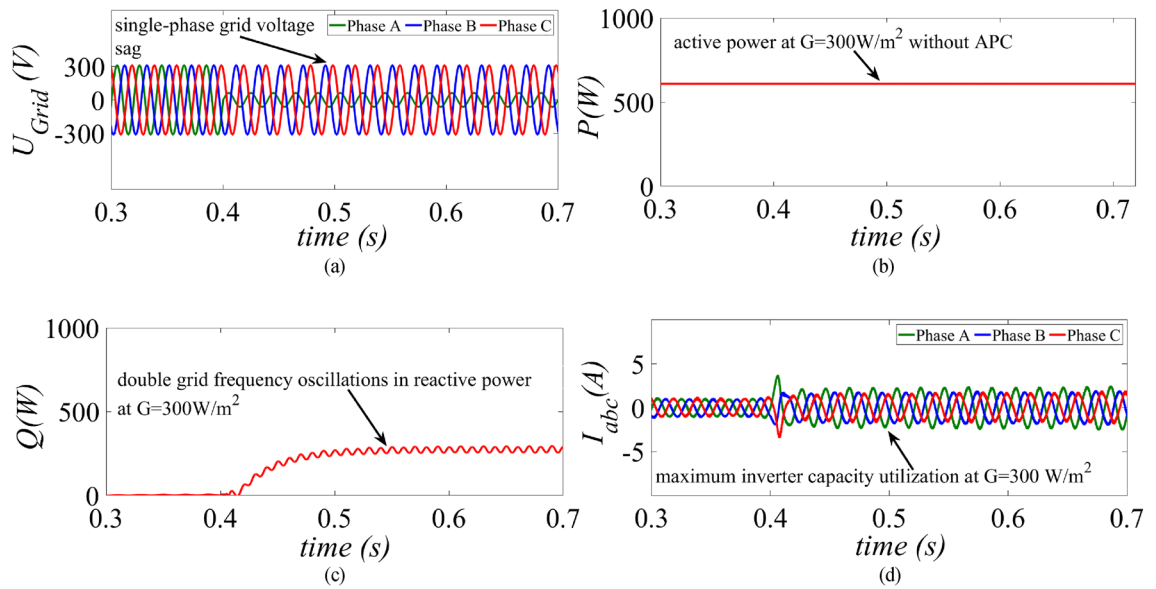 single-phase grid voltage
sag
Phase A Phase B Phase C
U_Grid (V)
300
0
-300
0.3 0.4 0.5 0.6 0.7
time (s)
(a)
1000
active power at G=300W/m² without APC
P(W)
500
0
0.3 0.4 0.5 0.6 0.7
time (s)
(b)
1000
double grid frequency oscillations in reactive power
at G=300W/m²
Q(W)
500
0
0.3 0.4 0.5 0.6 0.7
time (s)
(c)
Phase A Phase B Phase C
I_abc(A)
5
0
-5
maximum inverter capacity utilization at G=300 W/m²
0.3 0.4 0.5 0.6 0.7
time (s)
(d)